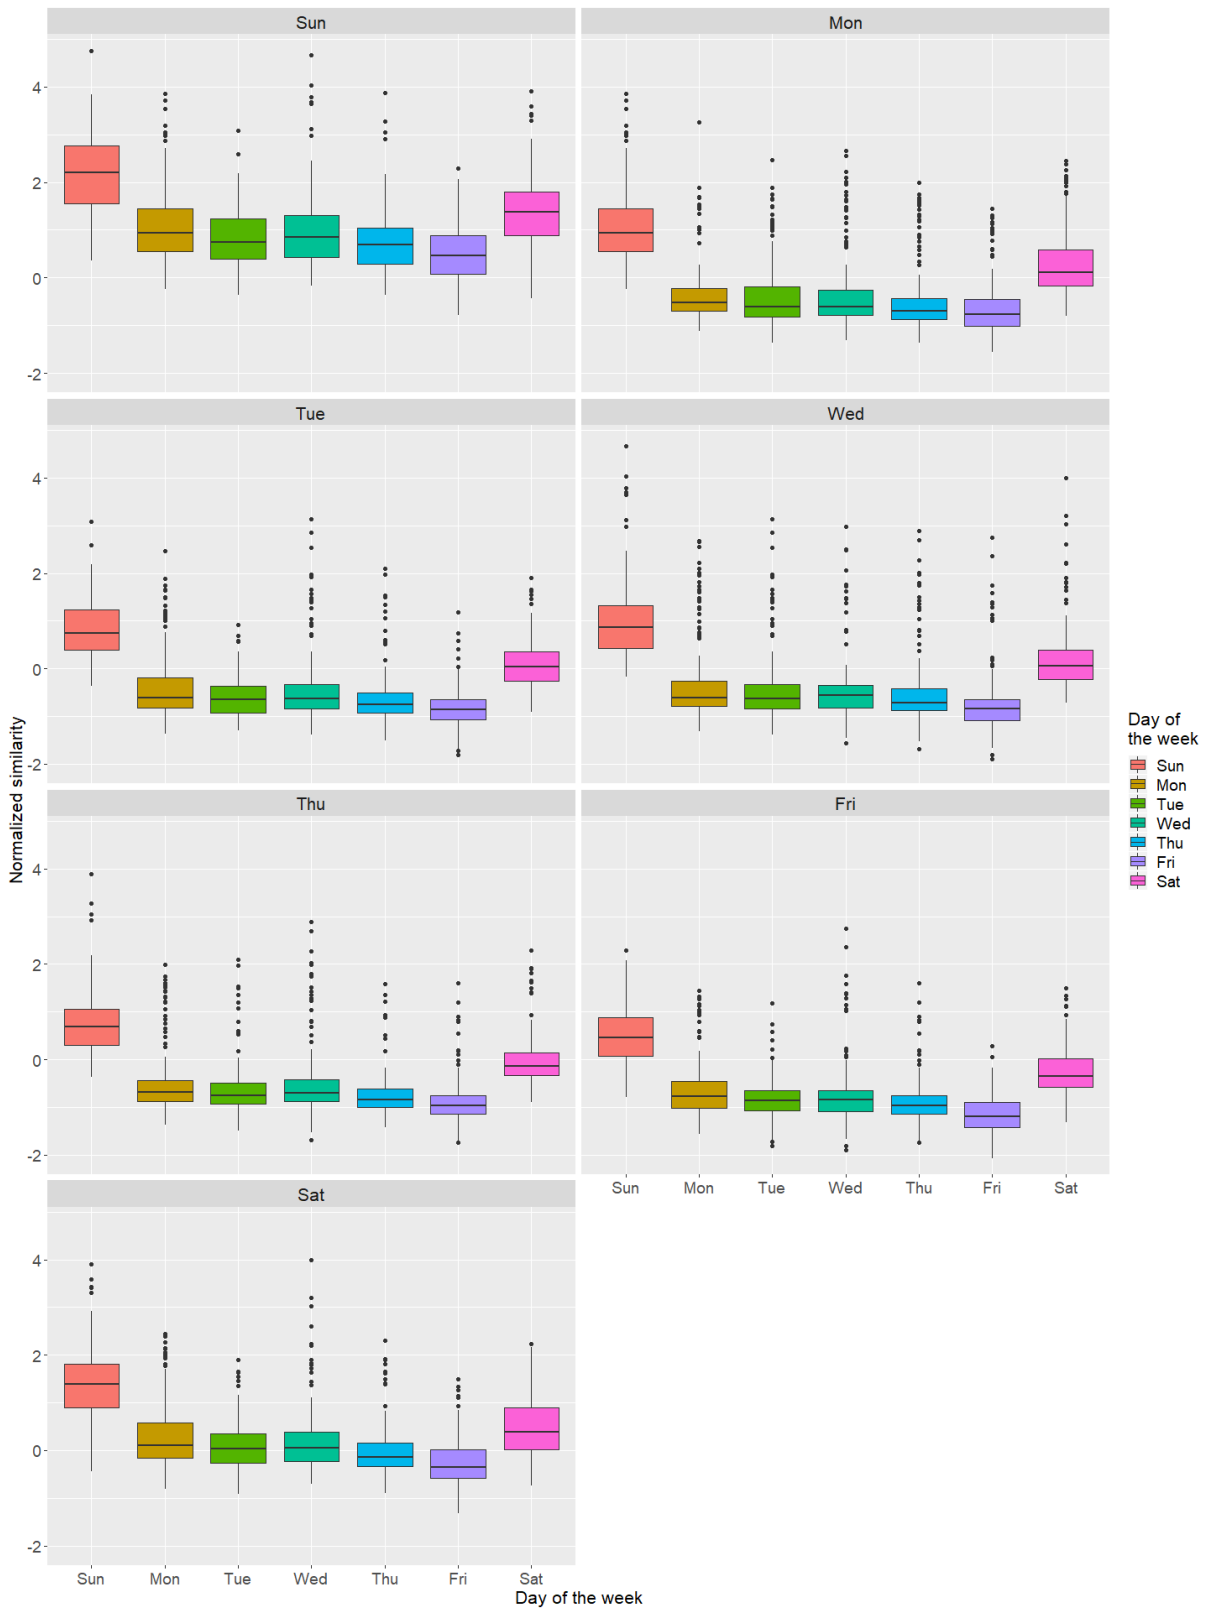 Sun
Mon
4
2
0
-2
Tue
Wed
4
2
0
-2
Normalized similarity
Day of
the week
Sun
Mon
Tue
Wed
Thu
Fri
Sat
Thu
Fri
4
2
0
-2
Sun Mon Tue Wed Thu Fri Sat
Sat
4
2
0
-2
Sun Mon Tue Wed Thu Fri Sat
Day of the week